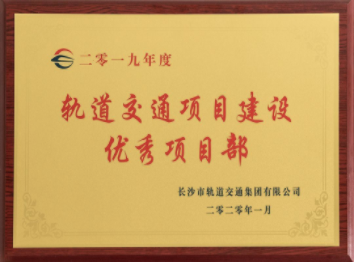 二零一九年度
轨道交通项目建设
优秀项目部
长沙市轨道交通集团有限公司
二零二零年一月